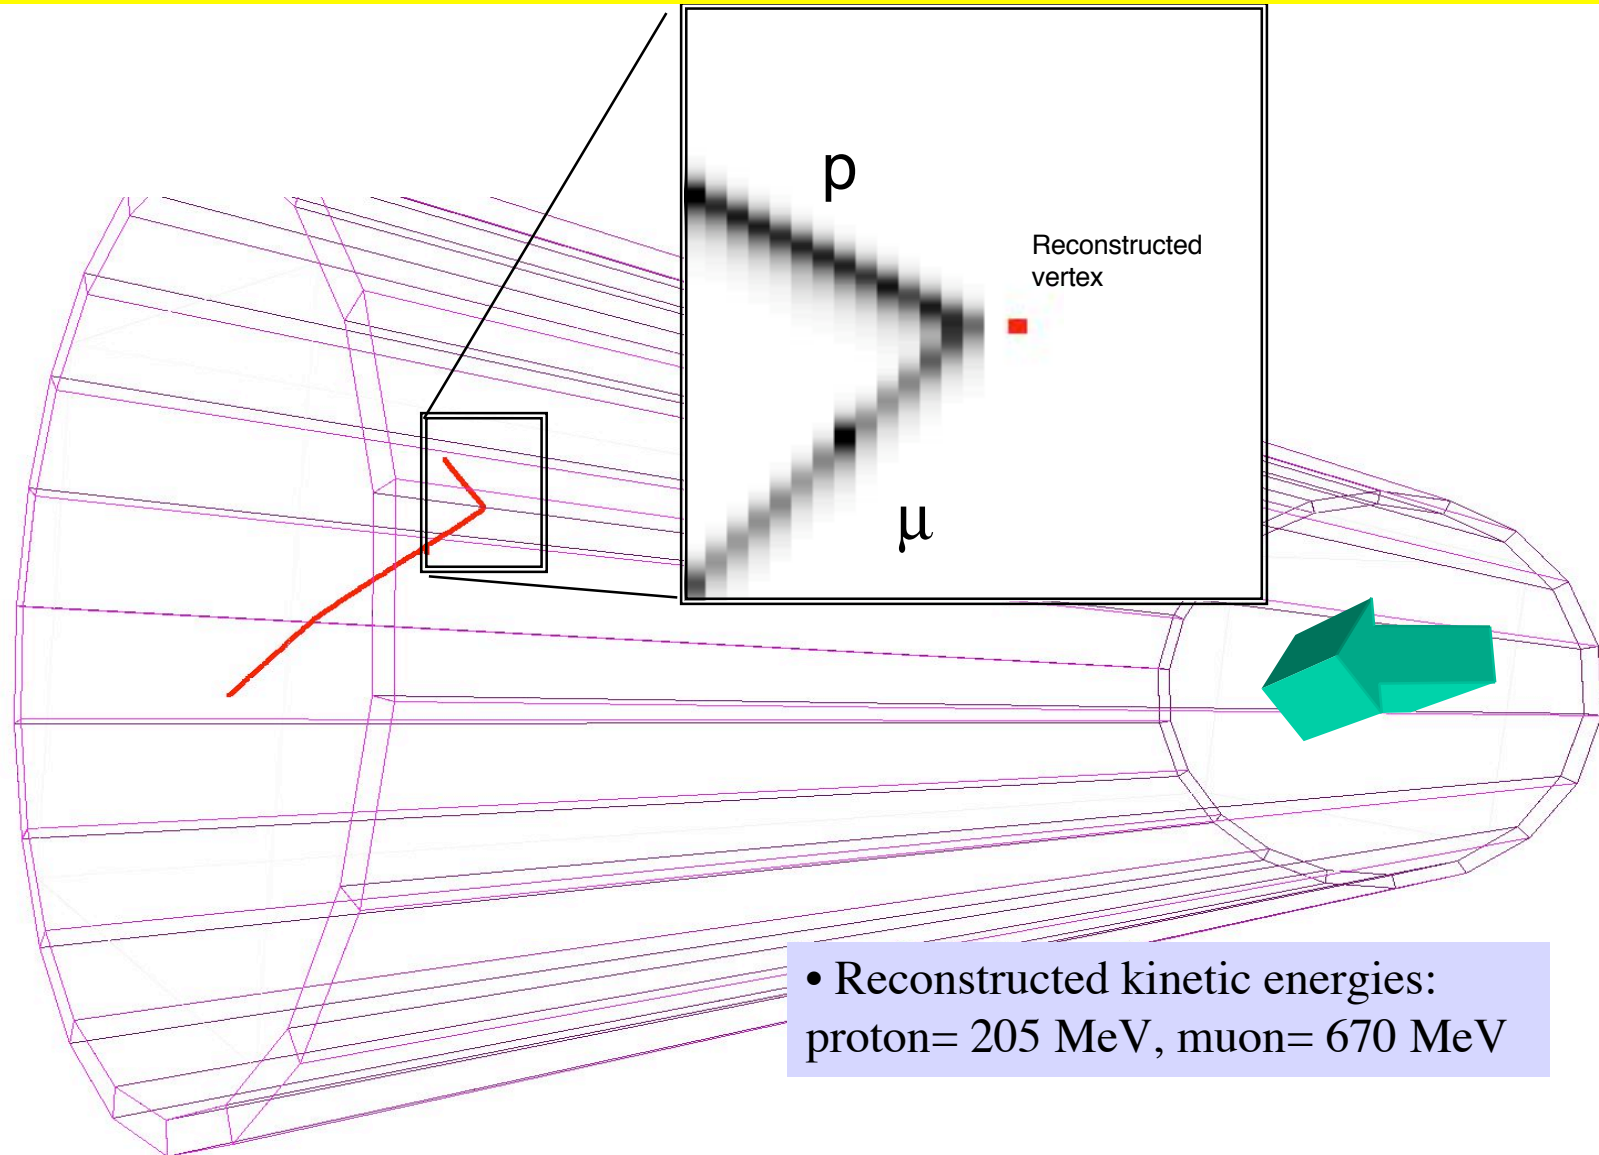 p
Reconstructed
vertex
μ
• Reconstructed kinetic energies:
proton= 205 MeV, muon= 670 MeV